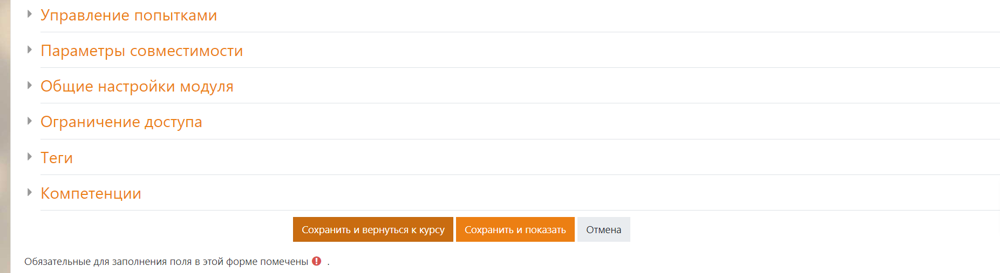 Управление попытками
Параметры совместимости
Общие настройки модуля
Ограничение доступа
Теги
Компетенции
Сохранить и вернуться к курсу Сохранить и показать Отмена
Обязательные для заполнения поля в этой форме помечены .